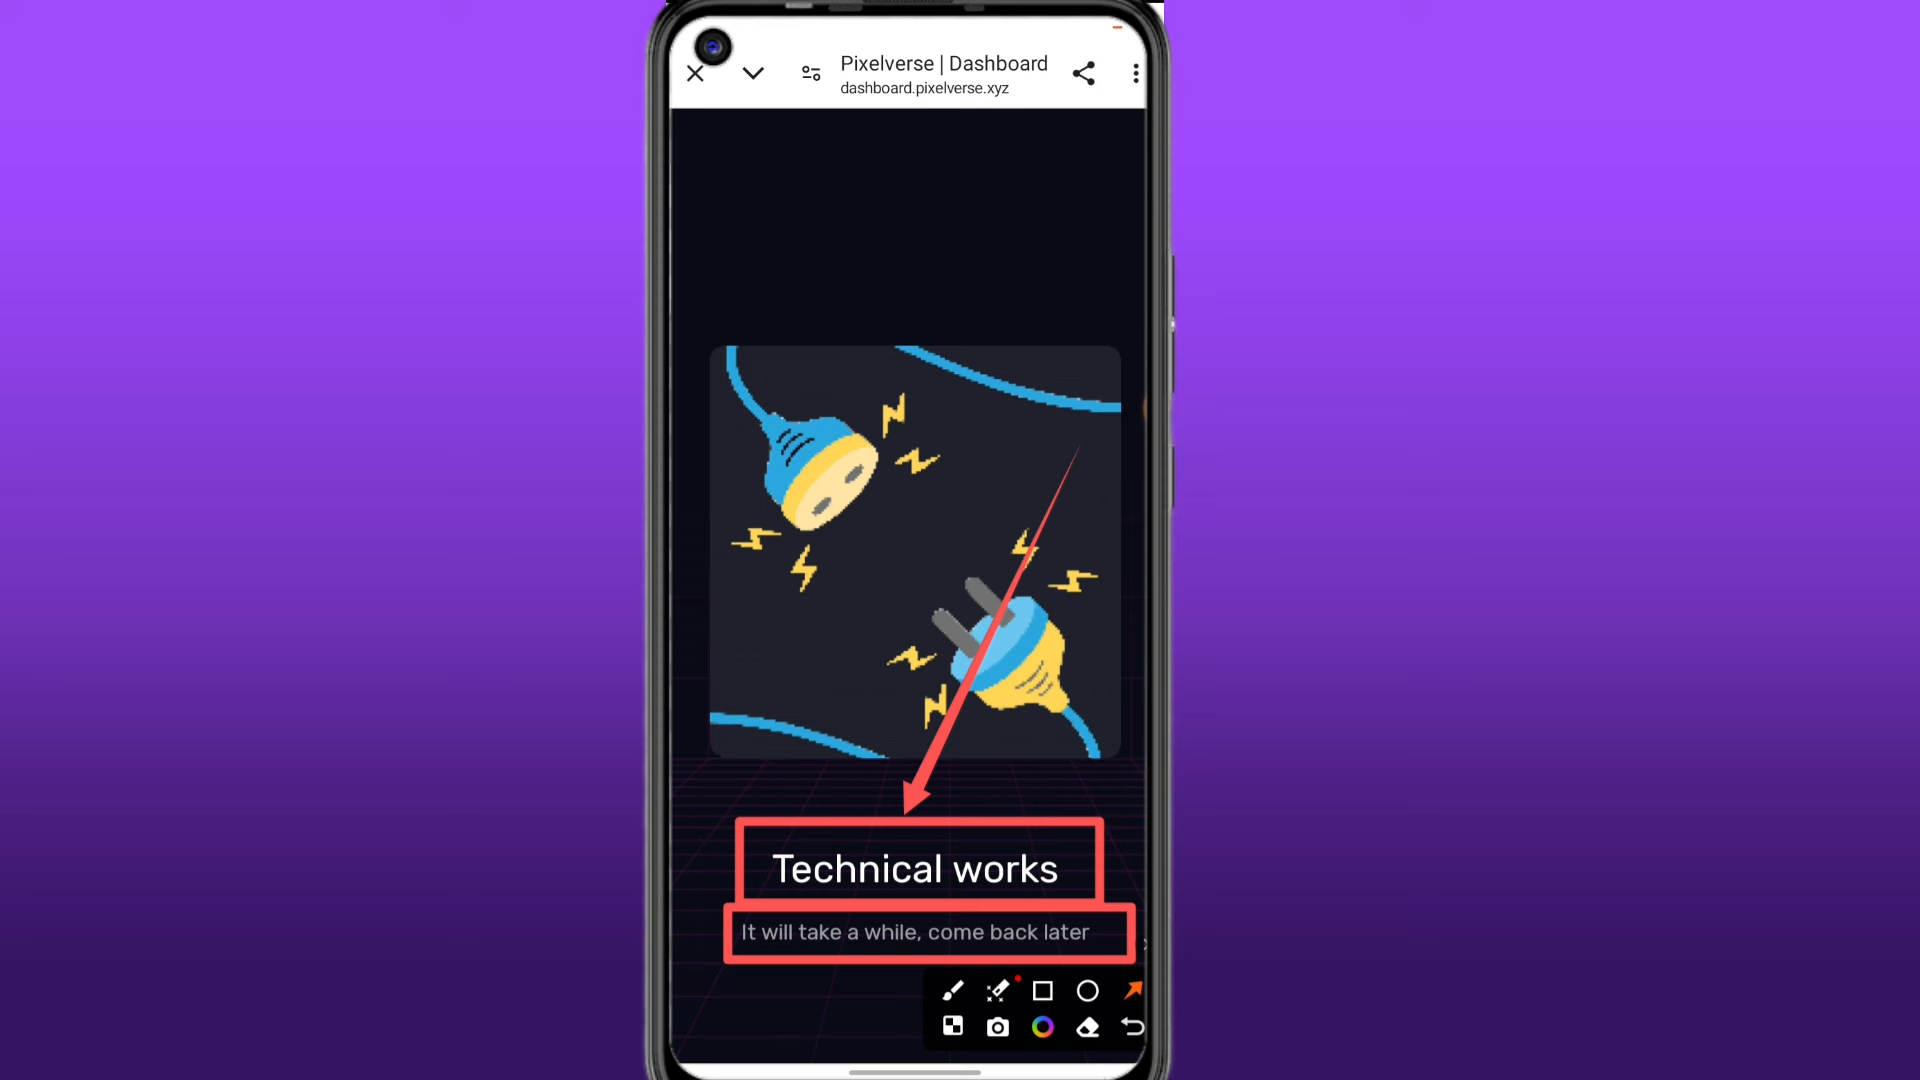 Pixelverse | Dashboard
dashboard.pixelverse.xyz
Technical works
It will take a while, come back later